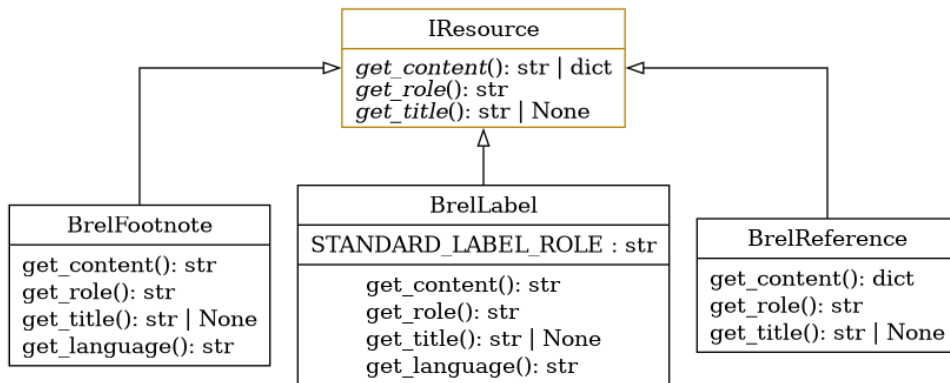 IResource
get_content(): str | dict
get_role(): str
get_title(): str | None
BrelFootnote
get_content(): str
get_role(): str
get_title(): str | None
get_language(): str
BrelLabel
STANDARD_LABEL_ROLE : str
get_content(): str
get_role(): str
get_title(): str | None
get_language(): str
BrelReference
get_content(): dict
get_role(): str
get_title(): str | None